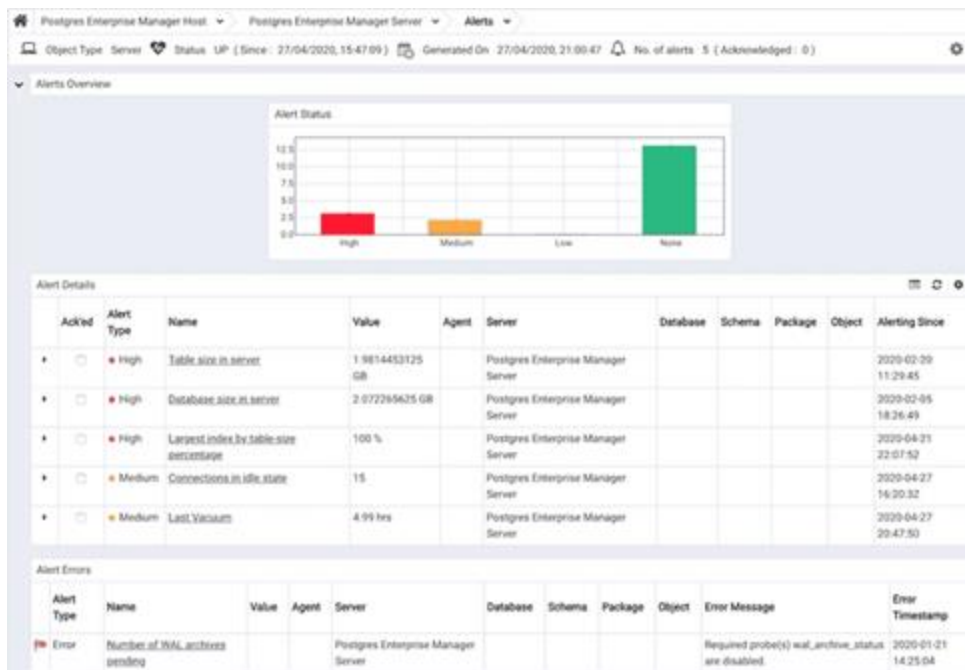 Postgres Enterprise Manager Host Postgres Enterprise Manager Server Alerts
Object Type Server Status UP (Since : 27/04/2020, 15:47:09) Generated On 27/04/2020, 21:00:47 No. of alerts 5 (Acknowledged : 0)
Alerts Overview
Alert Status
12.5
10.0
7.5
5.0
2.5
0.0
High Medium Low None
Alert Details
Ack'ed Alert Type Name Value Agent Server Database Schema Package Object Alerting Since
High Table size in server 1.9814453125 GB Postgres Enterprise Manager Server 2020-02-20 11:29:45
High Database size in server 2.072265625 GB Postgres Enterprise Manager Server 2020-02-05 18:26:49
High Largest index by table-size percentage 100 % Postgres Enterprise Manager Server 2020-04-21 22:07:52
Medium Connections in idle state 15 Postgres Enterprise Manager Server 2020-04-27 16:20:32
Medium Last Vacuum 4.99 hrs Postgres Enterprise Manager Server 2020-04-27 20:47:50
Alert Errors
Alert Type Name Value Agent Server Database Schema Package Object Error Message Error Timestamp
Error Number of WAL archives pending Postgres Enterprise Manager Server Required probe(s) wal_archive_status are disabled. 2020-01-21 14:25:04